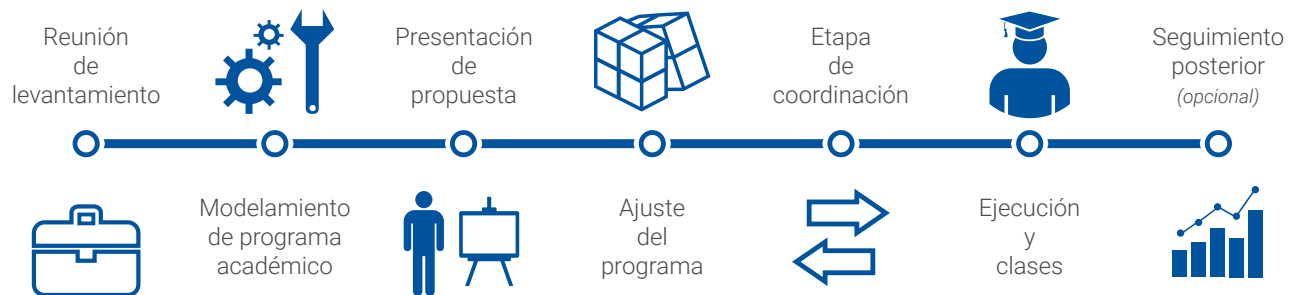 Reunión
de
levantamiento
Modelamiento
de programa
académico
Presentación
de
propuesta
Ajuste
del
programa
Etapa
de
coordinación
Ejecución
y
clases
Seguimiento
posterior
(opcional)